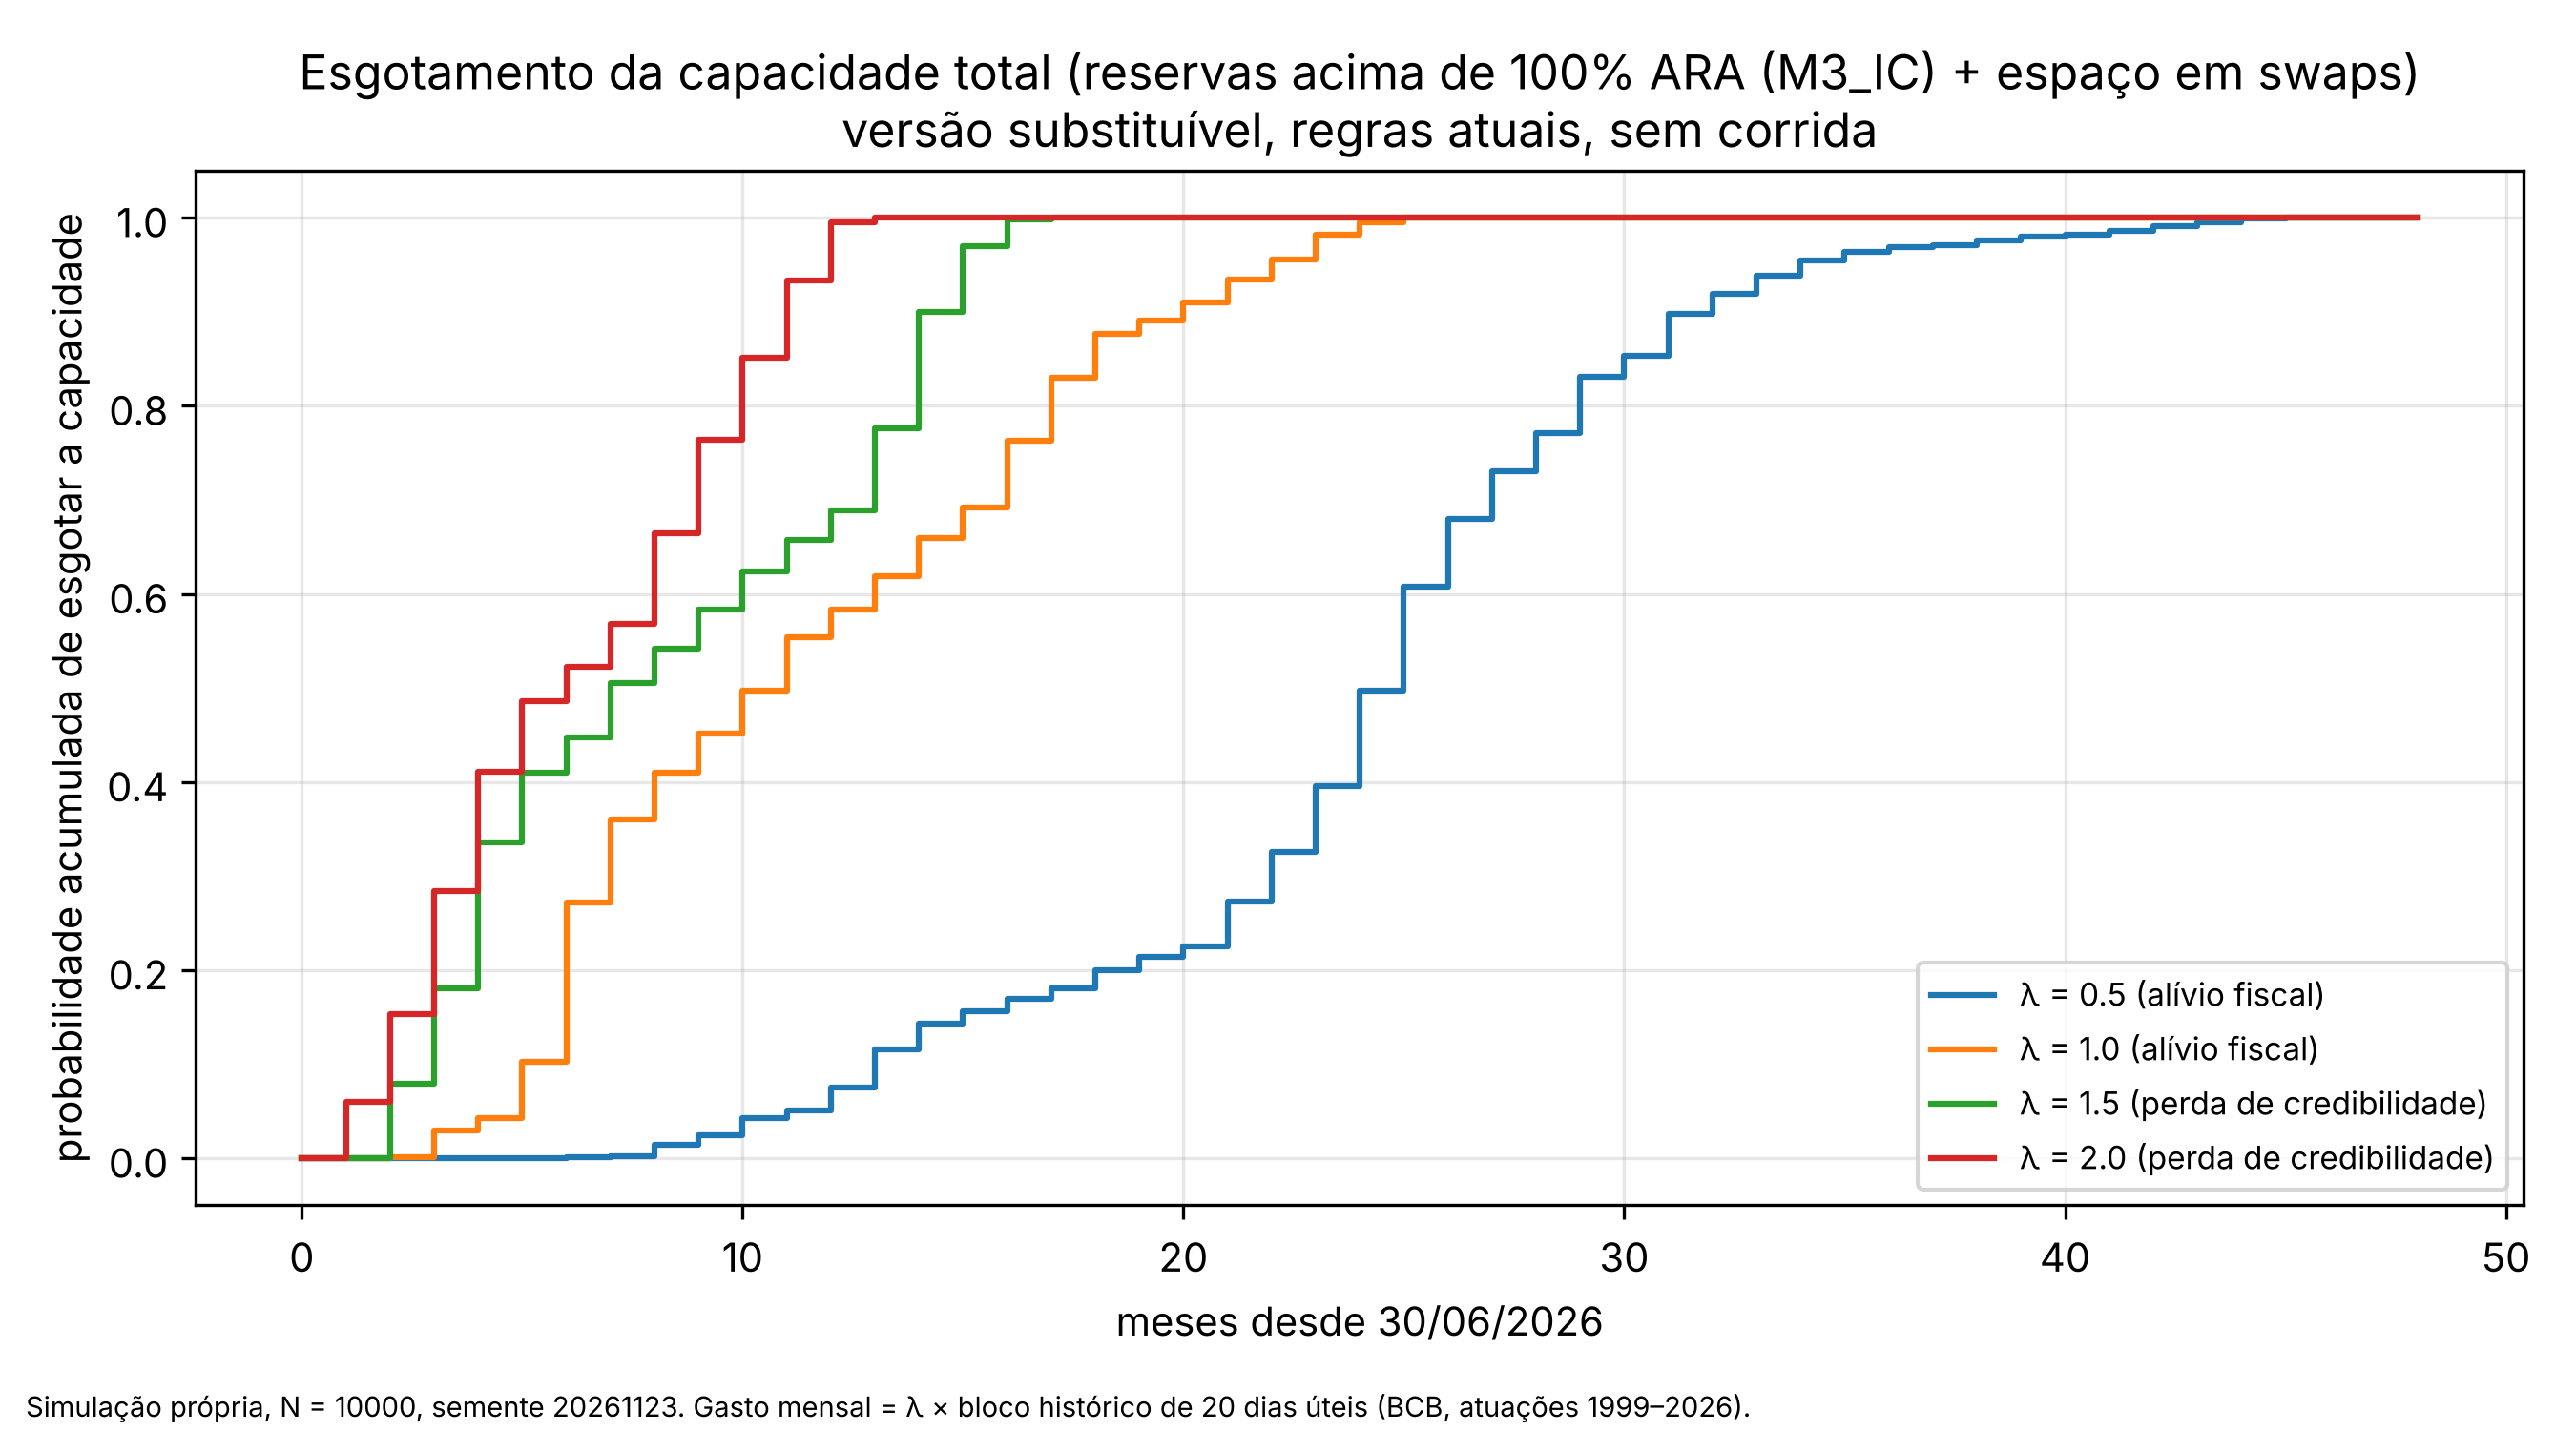 Esgotamento da capacidade total (reservas acima de 100% ARA (M3_IC) + espaço em swaps)
versão substituível, regras atuais, sem corrida
probabilidade acumulada de esgotar a capacidade
1.0
0.8
0.6
0.4
0.2
0.0
λ = 0.5 (alívio fiscal)
λ = 1.0 (alívio fiscal)
λ = 1.5 (perda de credibilidade)
λ = 2.0 (perda de credibilidade)
0 10 20 30 40 50
meses desde 30/06/2026
Simulação própria, N = 10000, semente 20261123. Gasto mensal = λ × bloco histórico de 20 dias úteis (BCB, atuações 1999–2026).